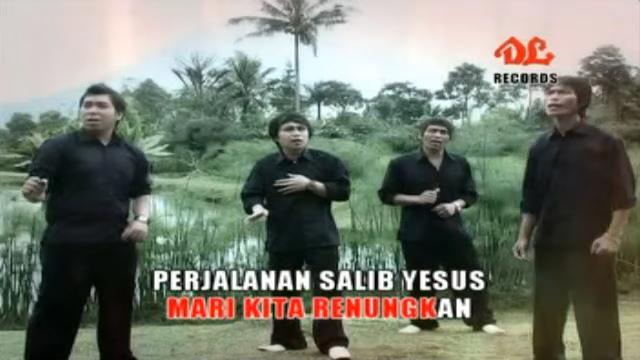 DL
RECORDS
PERJALANAN SALIB YESUS
MARI KITA RENUNGKAN